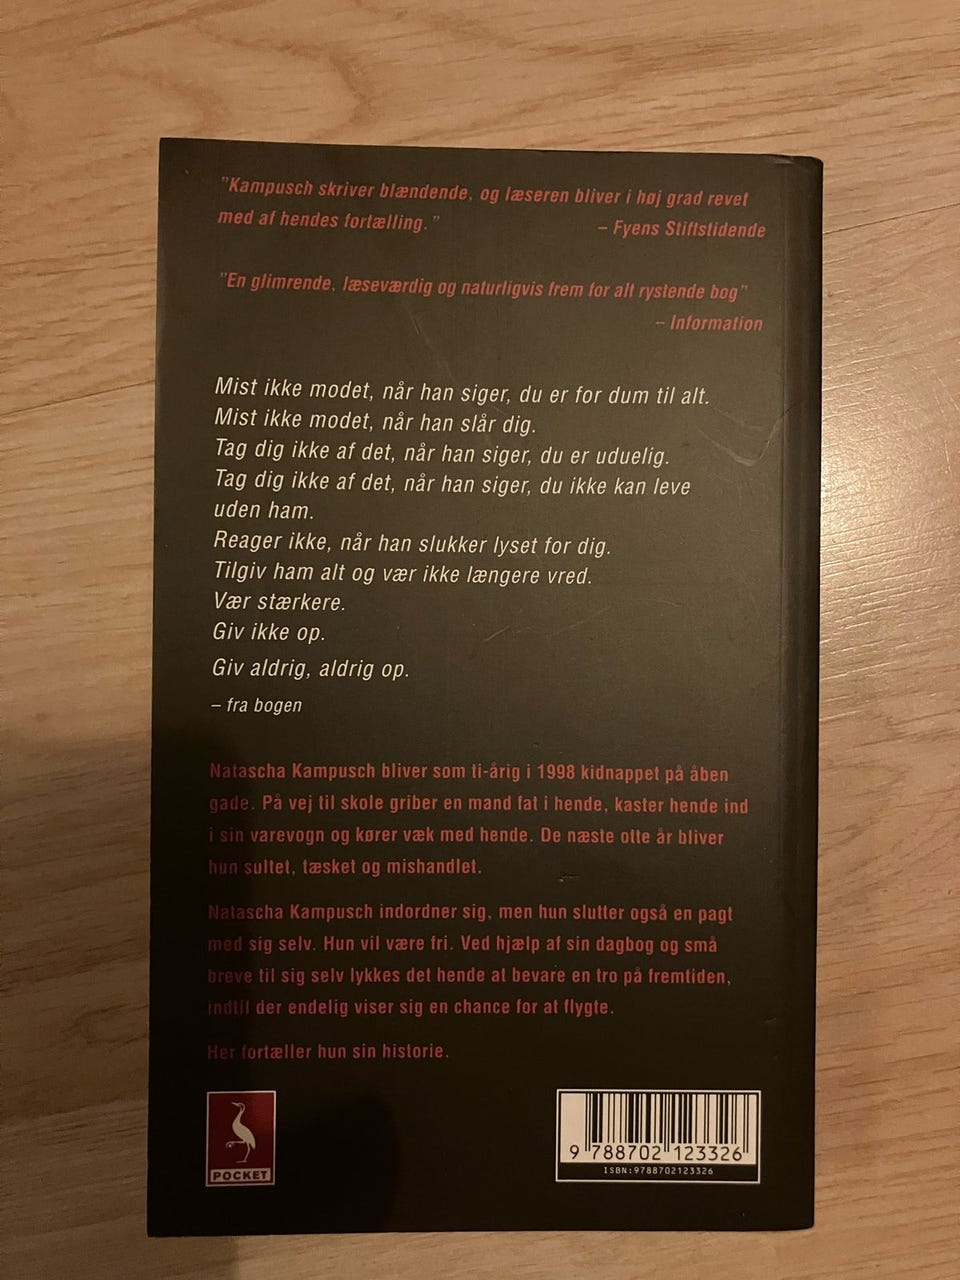 "Kampusch skriver blændende, og læseren bliver i høj grad revet
med af hendes fortælling."
– Fyens Stiftstidende
"En glimrende, læseværdig og naturligvis frem for alt rystende bog"
– Information
Mist ikke modet, når han siger, du er for dum til alt.
Mist ikke modet, når han slår dig.
Tag dig ikke af det, når han siger, du er uduelig.
Tag dig ikke af det, når han siger, du ikke kan leve
uden ham.
Reager ikke, når han slukker lyset for dig.
Tilgiv ham alt og vær ikke længere vred.
Vær stærkere.
Giv ikke op.
Giv aldrig, aldrig op.
– fra bogen
Natascha Kampusch bliver som ti-årig i 1998 kidnappet på åben
gade. På vej til skole griber en mand fat i hende, kaster hende ind
i sin varevogn og kører væk med hende. De næste otte år bliver
hun sultet, tæsket og mishandlet.
Natascha Kampusch indordner sig, men hun slutter også en pagt
med sig selv. Hun vil være fri. Ved hjælp af sin dagbog og små
breve til sig selv lykkes det hende at bevare en tro på fremtiden,
indtil der endelig viser sig en chance for at flygte.
Her fortæller hun sin historie.
POCKET
9 788702 123326
ISBN:9788702123326